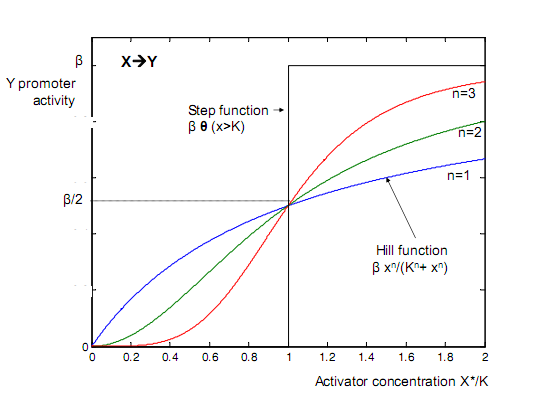 β
X→Y
Y promoter
activity
Step function →
β θ (x>K)
n=3
n=2
n=1
β/2
Hill function
β xⁿ/(Kⁿ+ xⁿ)
0
0 0.2 0.4 0.6 0.8 1 1.2 1.4 1.6 1.8 2
Activator concentration X*/K